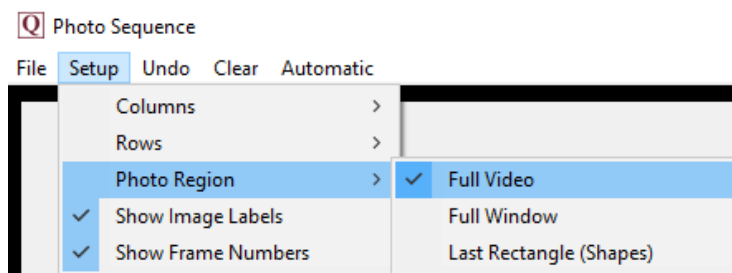 Q Photo Sequence
File Setup Undo Clear Automatic
Columns
Rows
Photo Region
Full Video
Show Image Labels
Full Window
Show Frame Numbers
Last Rectangle (Shapes)